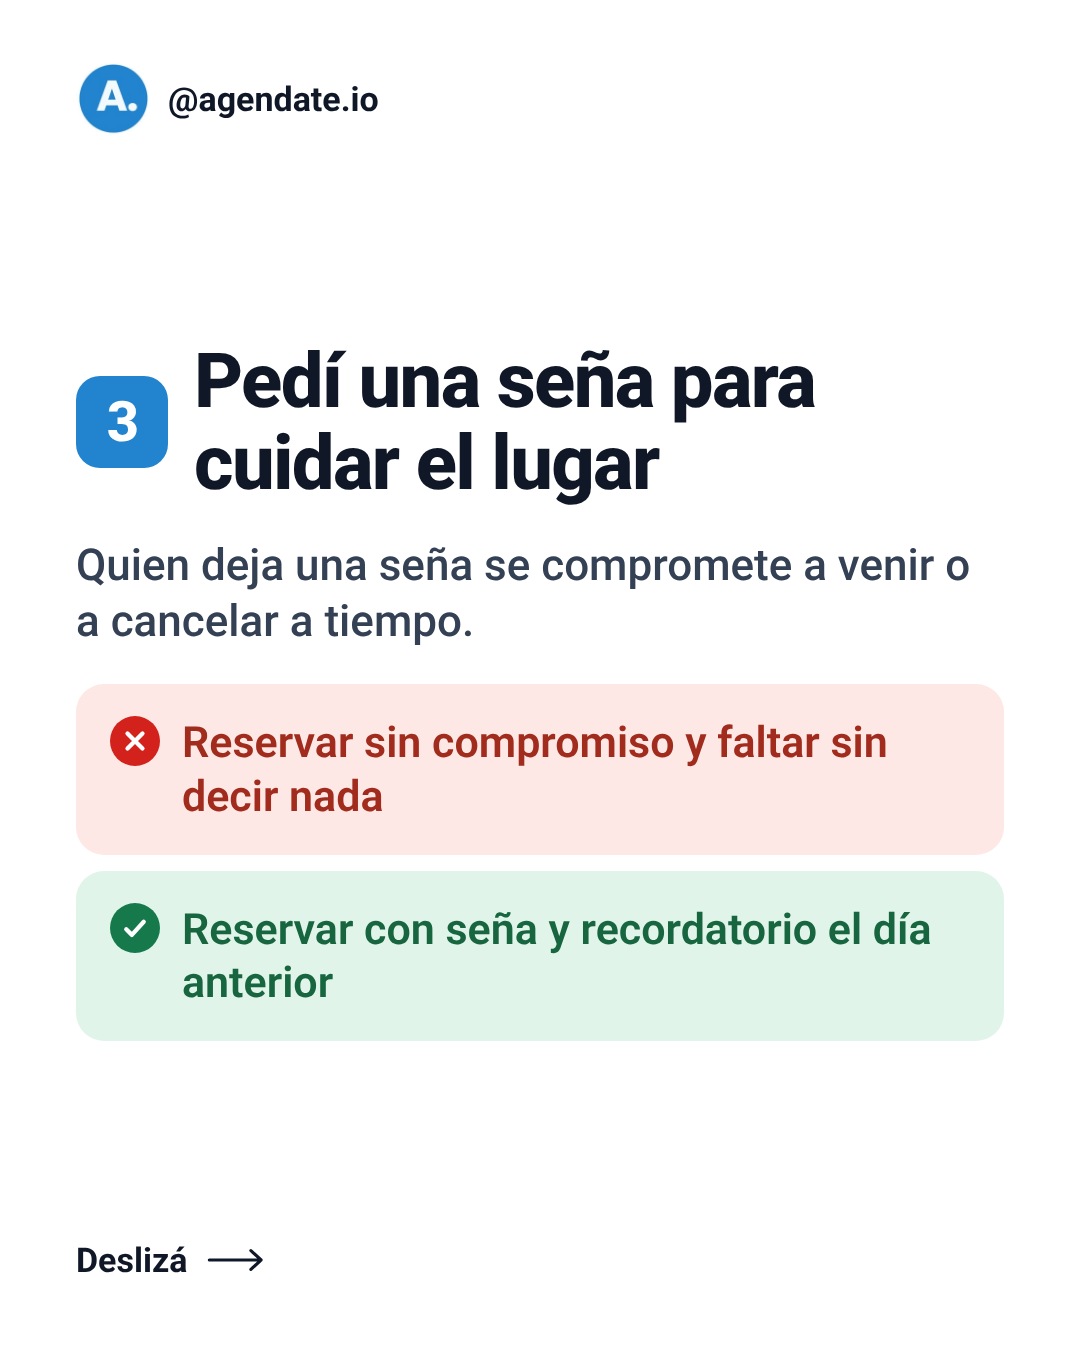 A.
@agendate.io
3
Pedí una seña para
cuidar el lugar
Quien deja una seña se compromete a venir o
a cancelar a tiempo.
Reservar sin compromiso y faltar sin
decir nada
Reservar con seña y recordatorio el día
anterior
Deslizá